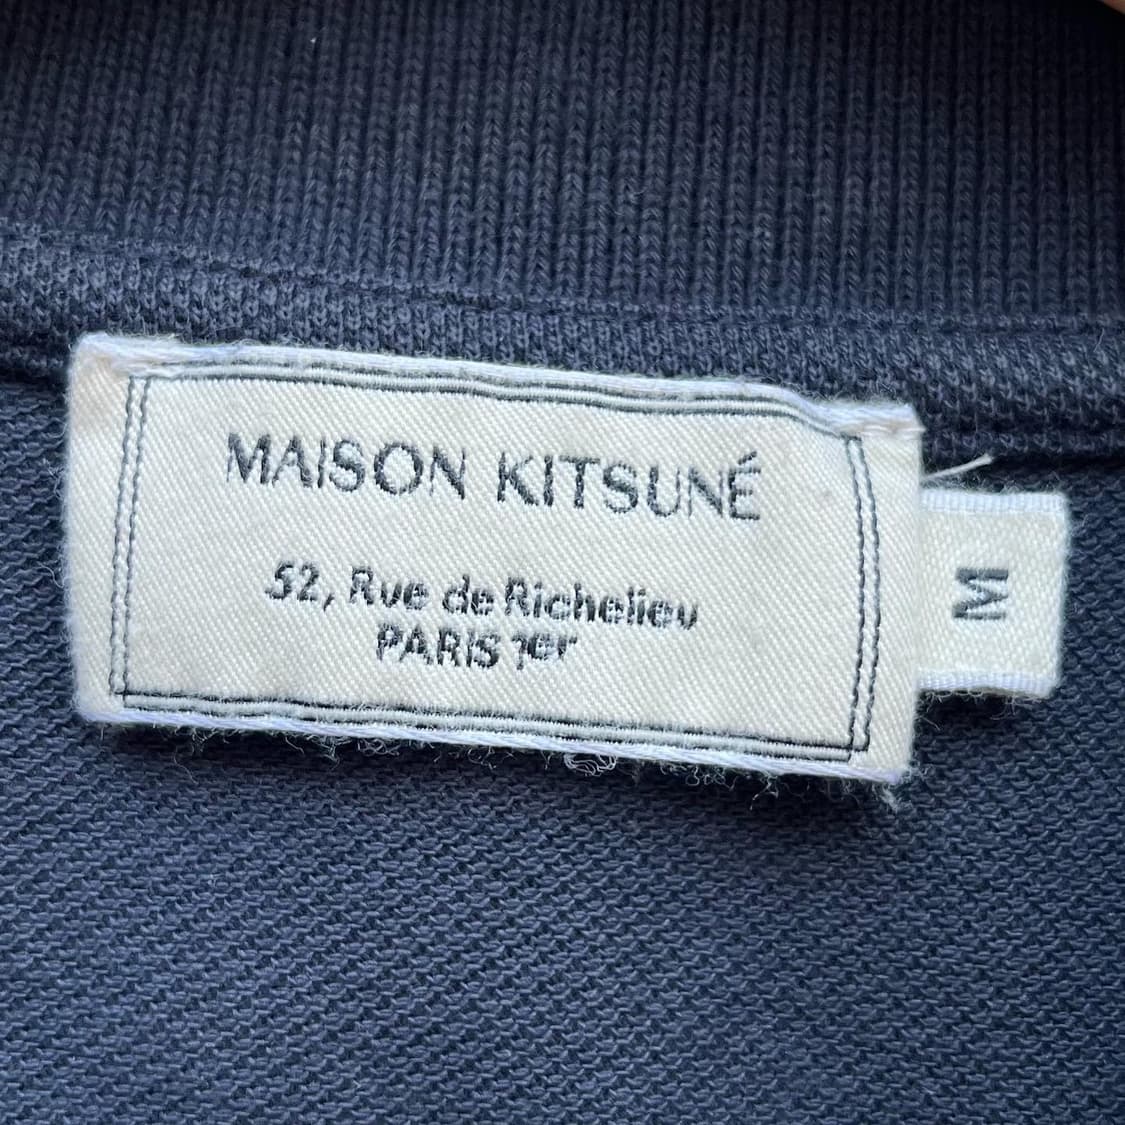 MAISON KITSUNÉ
52, Rue de Richelieu
PARIS 1er
M